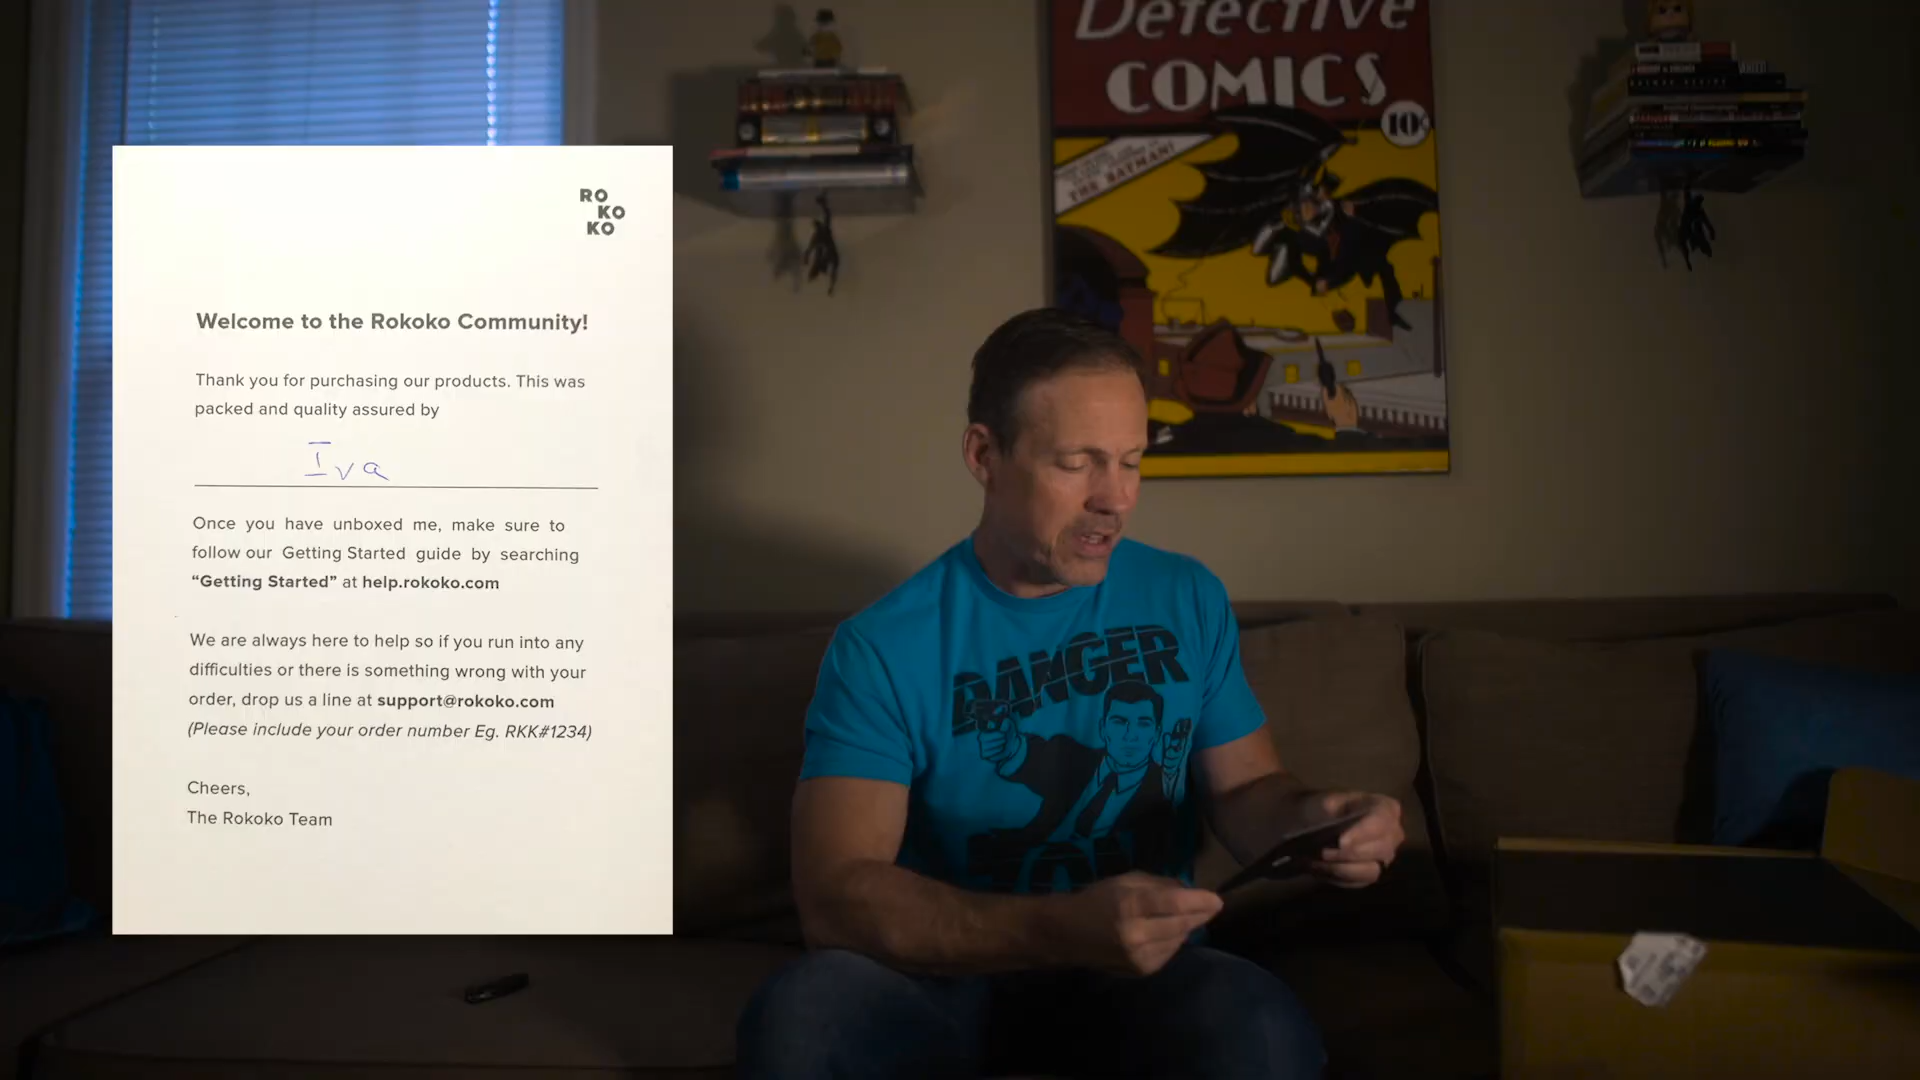 RO
KO
KO
Welcome to the Rokoko Community!
Thank you for purchasing our products. This was
packed and quality assured by
Iva
Once you have unboxed me, make sure to
follow our Getting Started guide by searching
“Getting Started” at help.rokoko.com
We are always here to help so if you run into any
difficulties or there is something wrong with your
order, drop us a line at support@rokoko.com
(Please include your order number Eg. RKK#1234)
Cheers,
The Rokoko Team
Detective
COMICS
10¢
THE BATMAN!
DANGER